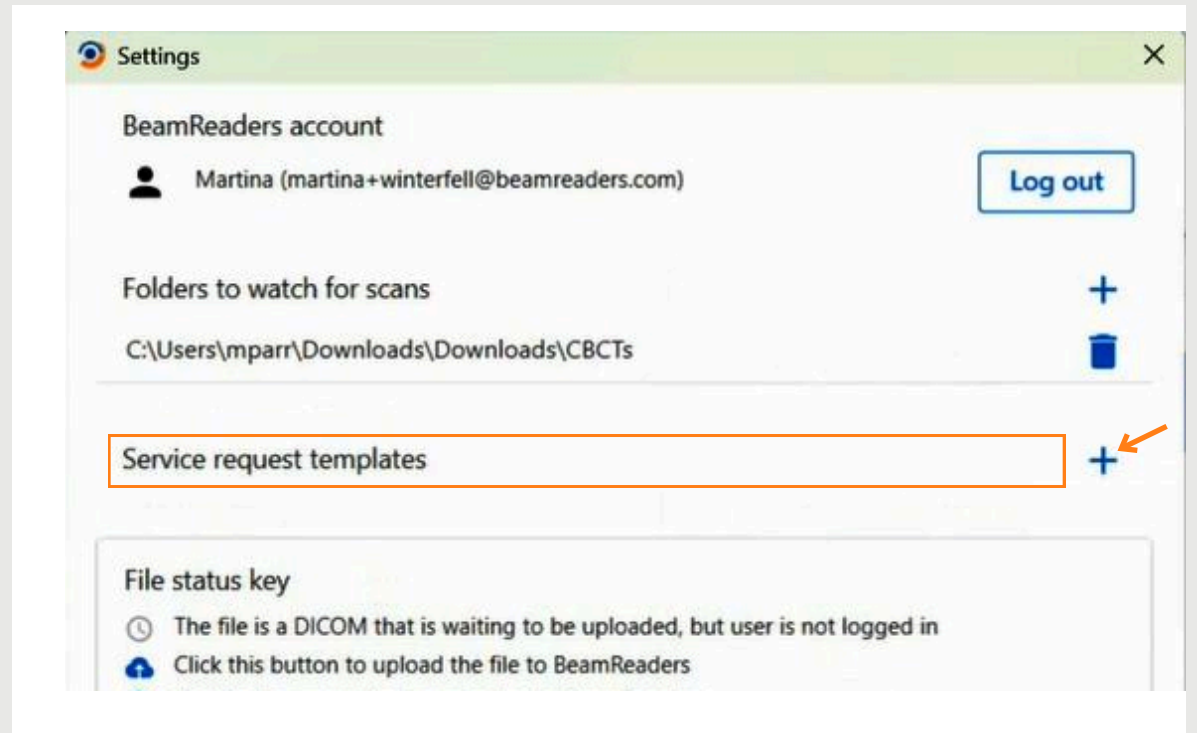 Settings
BeamReaders account
Martina (martina+winterfell@beamreaders.com)
Log out
Folders to watch for scans
C:\Users\mparr\Downloads\Downloads\CBCTs
Service request templates
File status key
The file is a DICOM that is waiting to be uploaded, but user is not logged in
Click this button to upload the file to BeamReaders